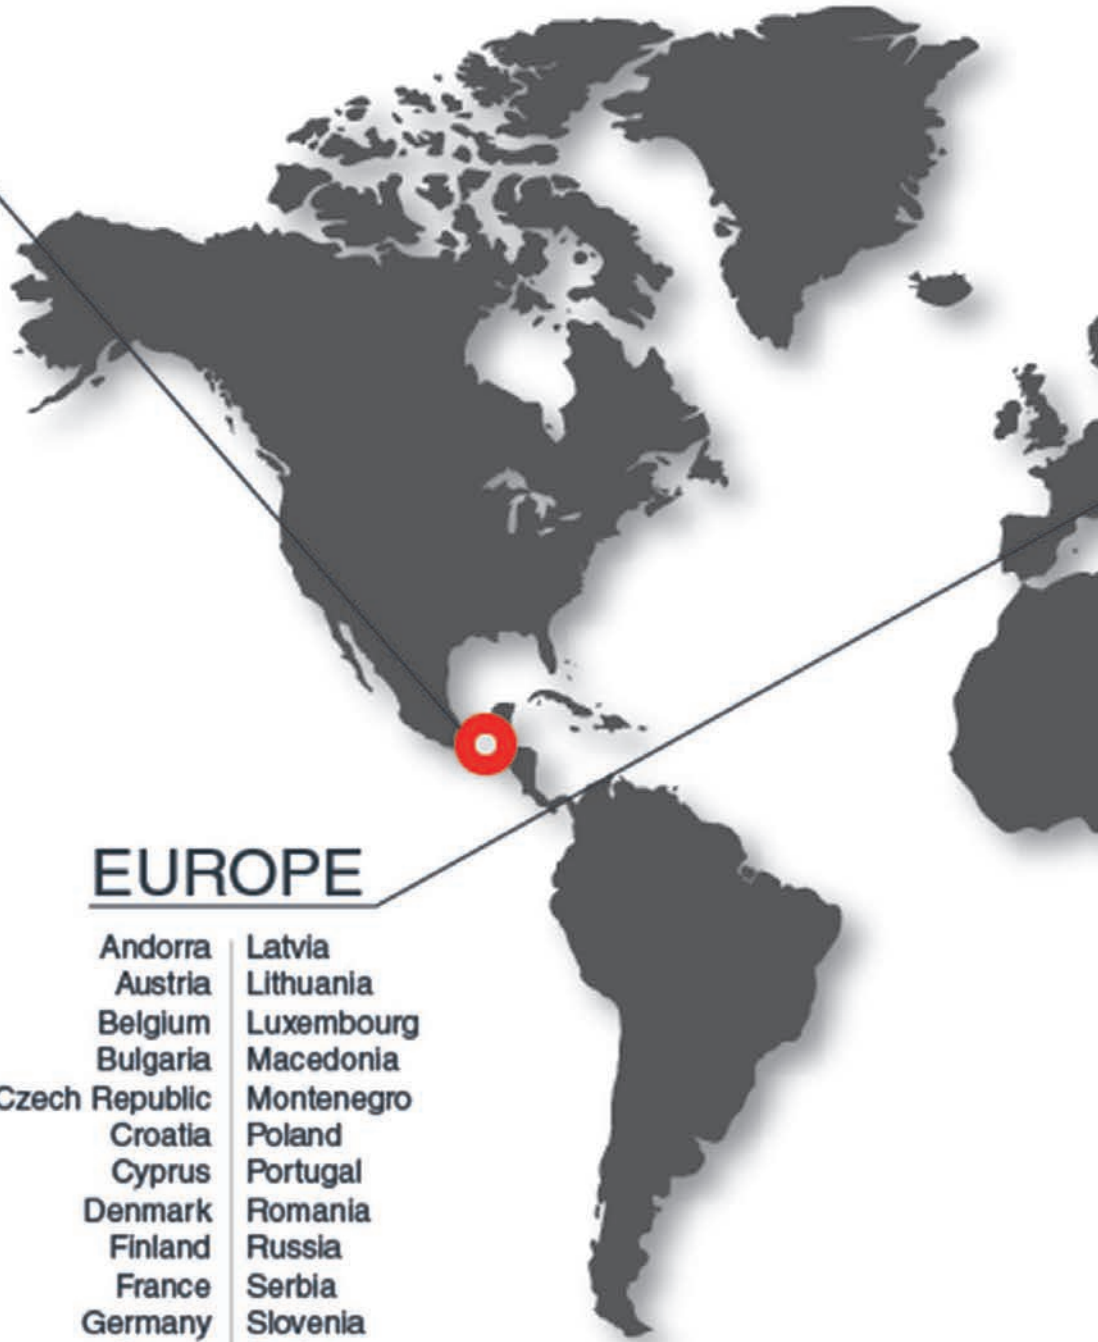 EUROPE
Andorra
Austria
Belgium
Bulgaria
Czech Republic
Croatia
Cyprus
Denmark
Finland
France
Germany
Latvia
Lithuania
Luxembourg
Macedonia
Montenegro
Poland
Portugal
Romania
Russia
Serbia
Slovenia